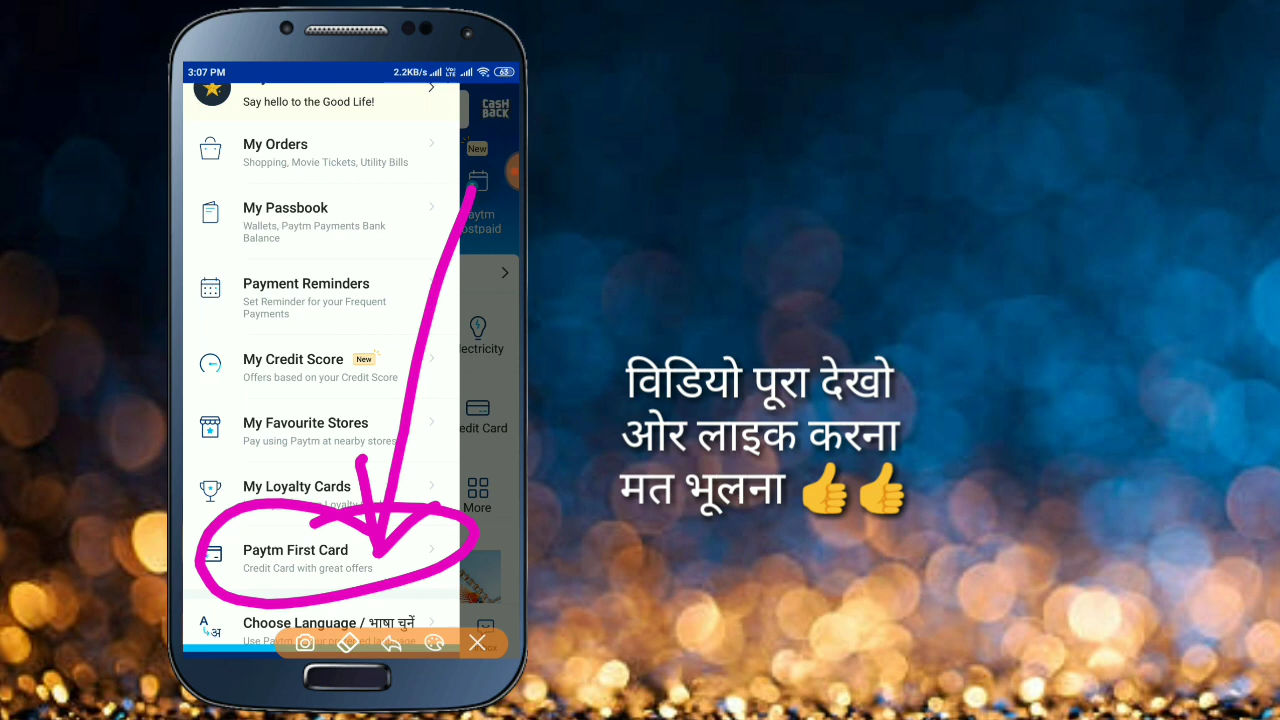 3:07 PM
2.2KB/s
Vo) LTE
63
Say hello to the Good Life!
CASH
BACK
My Orders
New
Shopping, Movie Tickets, Utility Bills
My Passbook
Wallets, Paytm Payments Bank
Balance
Payment Reminders
Set Reminder for your Frequent
Payments
My Credit Score New
Offers based on your Credit Score
My Favourite Stores
Pay using Paytm at nearby stores
My Loyalty Cards
More
Paytm First Card
Credit Card with great offers
Choose Language / भाषा चुनें
A
अ
विडियो पूरा देखो
ओर लाइक करना
मत भूलना 👍 👍